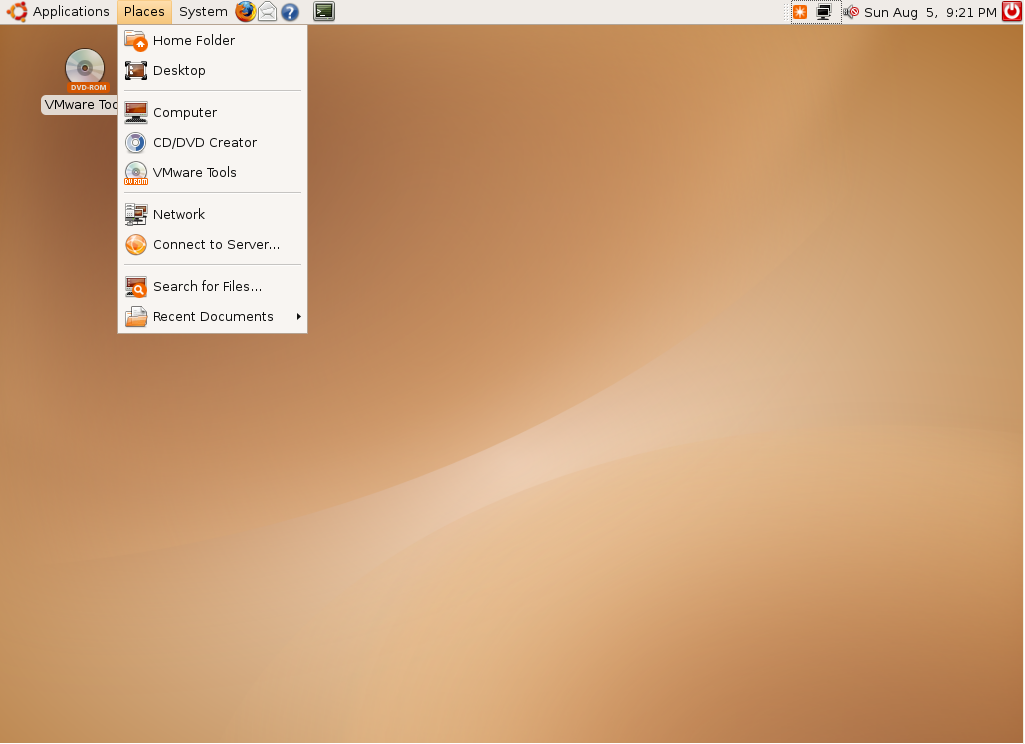 Applications Places System Sun Aug 5, 9:21 PM
DVD-ROM
VMware Too
Home Folder
Desktop
Computer
CD/DVD Creator
VMware Tools
Network
Connect to Server...
Search for Files...
Recent Documents